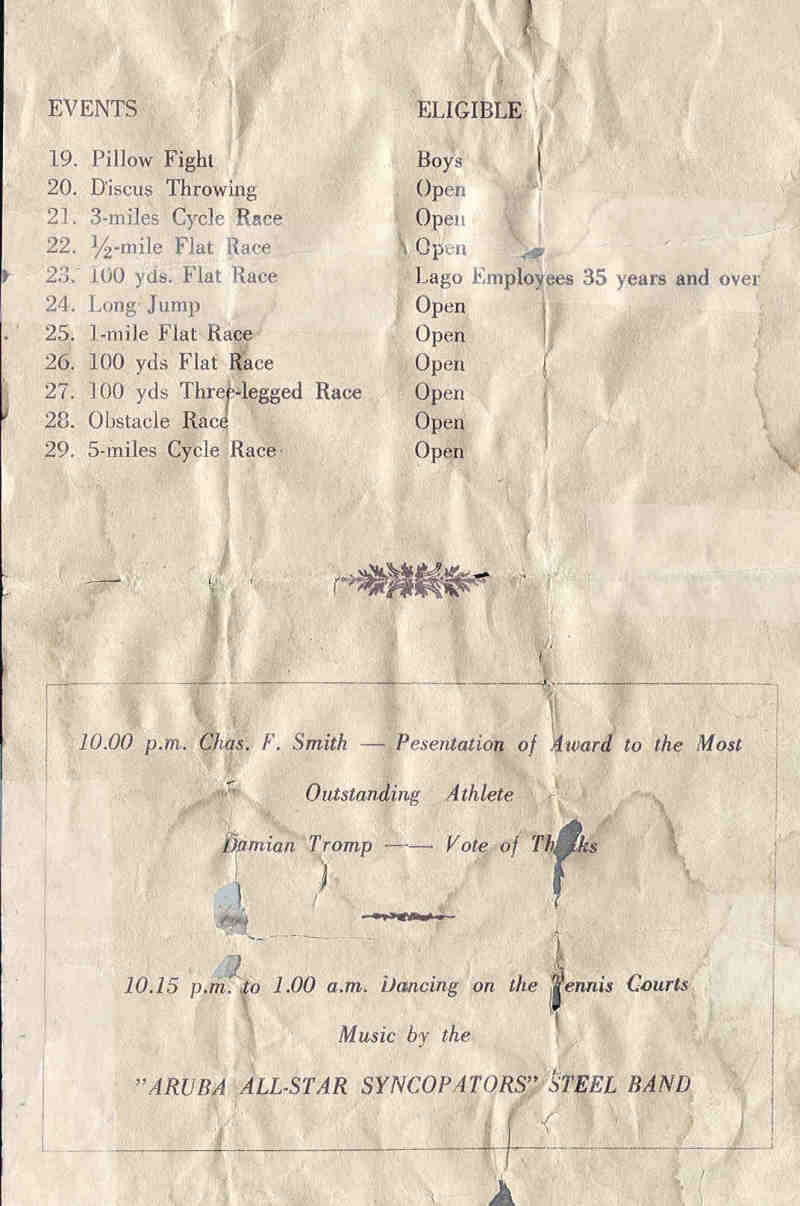 EVENTS ELIGIBLE
19. Pillow Fight Boys
20. Discus Throwing Open
21. 3-miles Cycle Race Open
22. ½-mile Flat Race Open
23. 100 yds. Flat Race Lago Employees 35 years and over
24. Long Jump Open
25. 1-mile Flat Race Open
26. 100 yds Flat Race Open
27. 100 yds Three-legged Race Open
28. Obstacle Race Open
29. 5-miles Cycle Race Open
10.00 p.m. Chas. F. Smith — Pesentation of Award to the Most
Outstanding Athlete
Damian Tromp —— Vote of Thanks
10.15 p.m. to 1.00 a.m. Dancing on the Tennis Courts
Music by the
"ARUBA ALL-STAR SYNCOPATORS" STEEL BAND